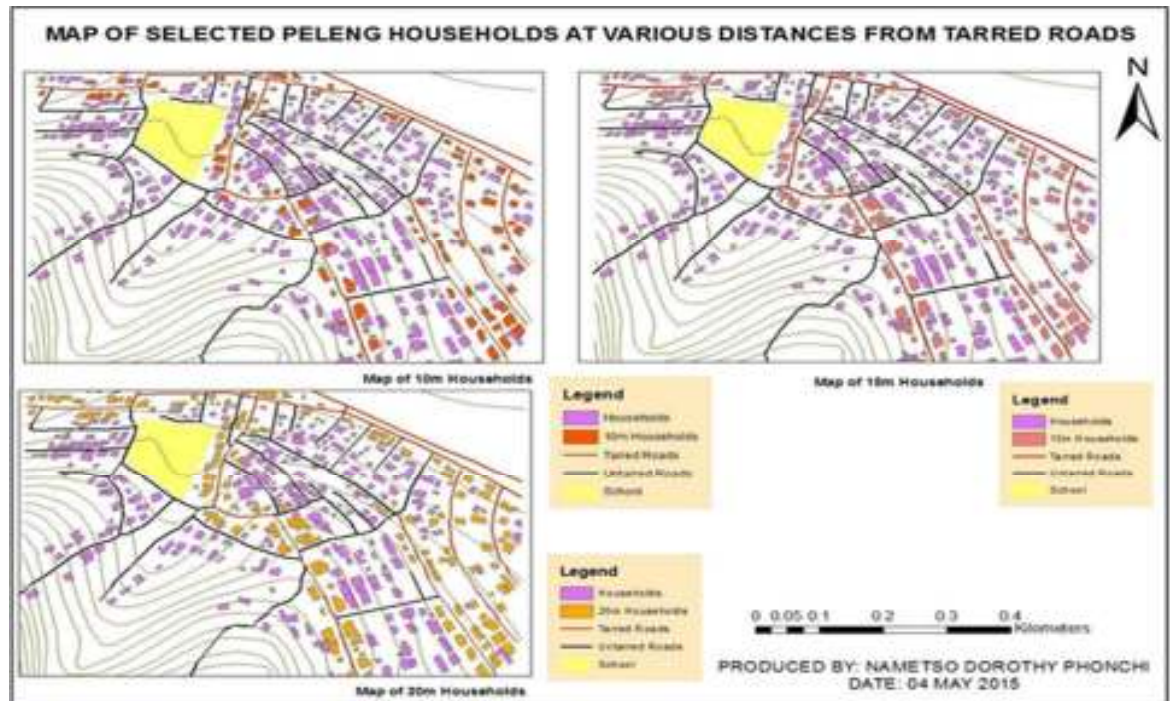 MAP OF SELECTED PELENG HOUSEHOLDS AT VARIOUS DISTANCES FROM TARRED ROADS
N
Map of 10m Households
Legend
Households
10m Households
Tarred Roads
Untarred Roads
School
Map of 15m Households
Legend
Households
15m Households
Tarred Roads
Untarred Roads
School
Map of 20m Households
Legend
Households
20m Households
Tarred Roads
Untarred Roads
School
0 0.05 0.1 0.2 0.3 0.4
Kilometers
PRODUCED BY: NAMETSO DOROTHY PHONCHI
DATE: 04 MAY 2015